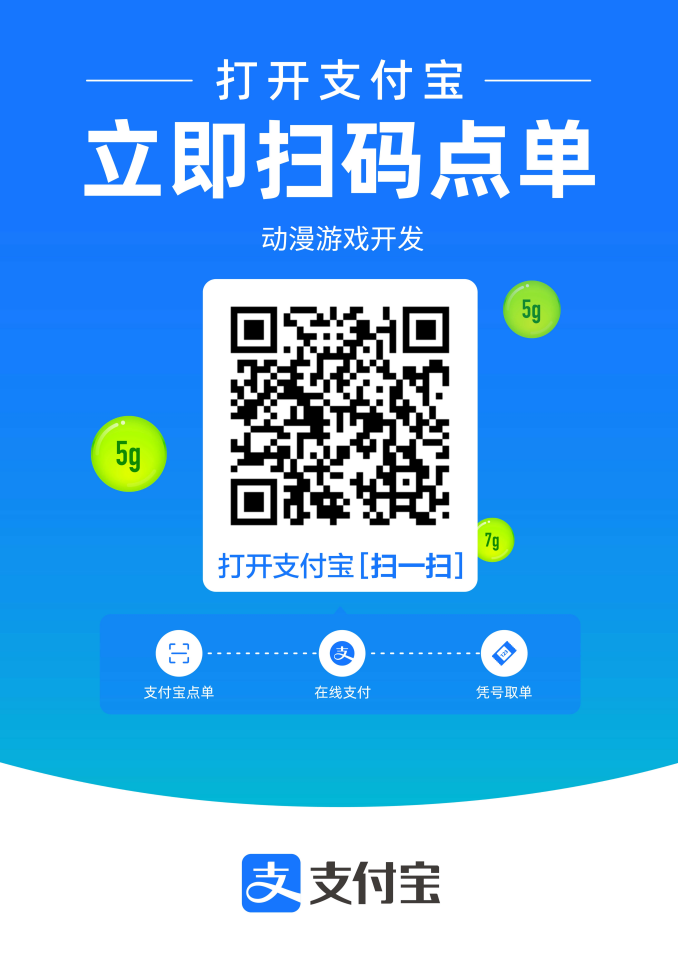 打开支付宝
立即扫码点单
动漫游戏开发
5g
5g
7g
打开支付宝[扫一扫]
支付宝点单
在线支付
凭号取单
支付宝